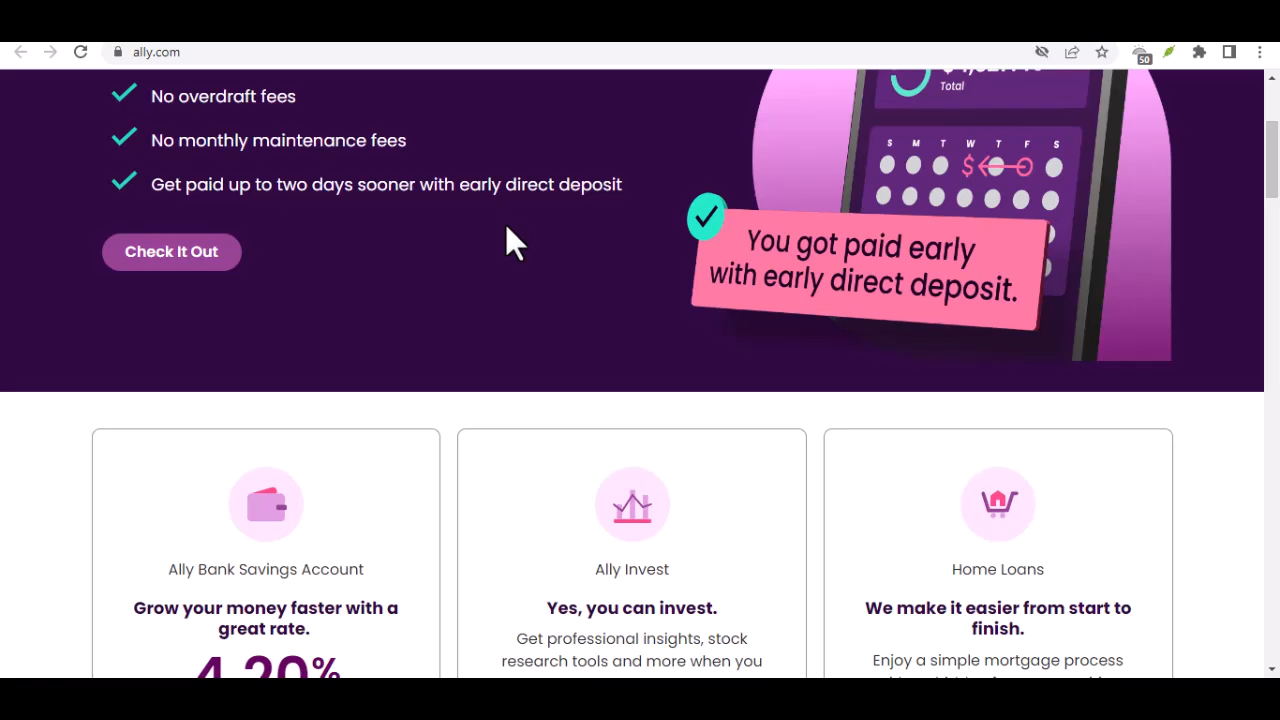 ally.com
50
No overdraft fees
No monthly maintenance fees
Get paid up to two days sooner with early direct deposit
Check It Out
Total
S M T W T F S
$
You got paid early
with early direct deposit.
Ally Bank Savings Account
Grow your money faster with a
great rate.
4.20%
Ally Invest
Yes, you can invest.
Get professional insights, stock
research tools and more when you
Home Loans
We make it easier from start to
finish.
Enjoy a simple mortgage process